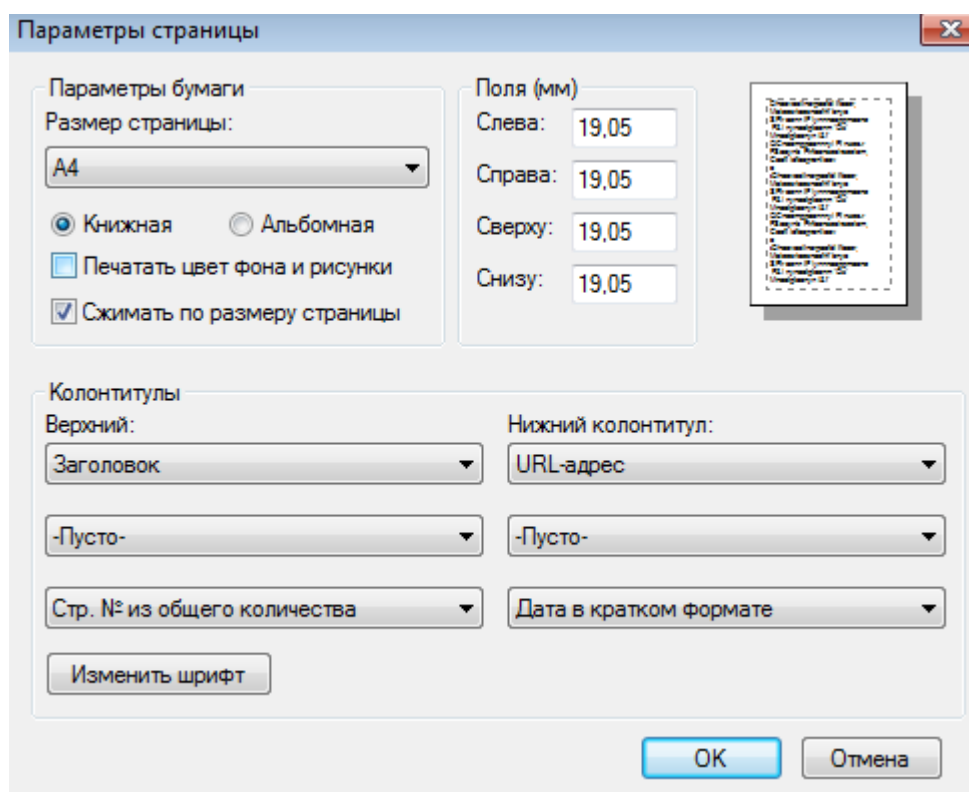 Параметры страницы
Параметры бумаги
Размер страницы:
A4
Книжная Альбомная
Печатать цвет фона и рисунки
Сжимать по размеру страницы
Поля (мм)
Слева: 19,05
Справа: 19,05
Сверху: 19,05
Снизу: 19,05
Колонтитулы
Верхний: Нижний колонтитул:
Заголовок URL-адрес
-Пусто- -Пусто-
Стр. № из общего количества Дата в кратком формате
Изменить шрифт
OK Отмена